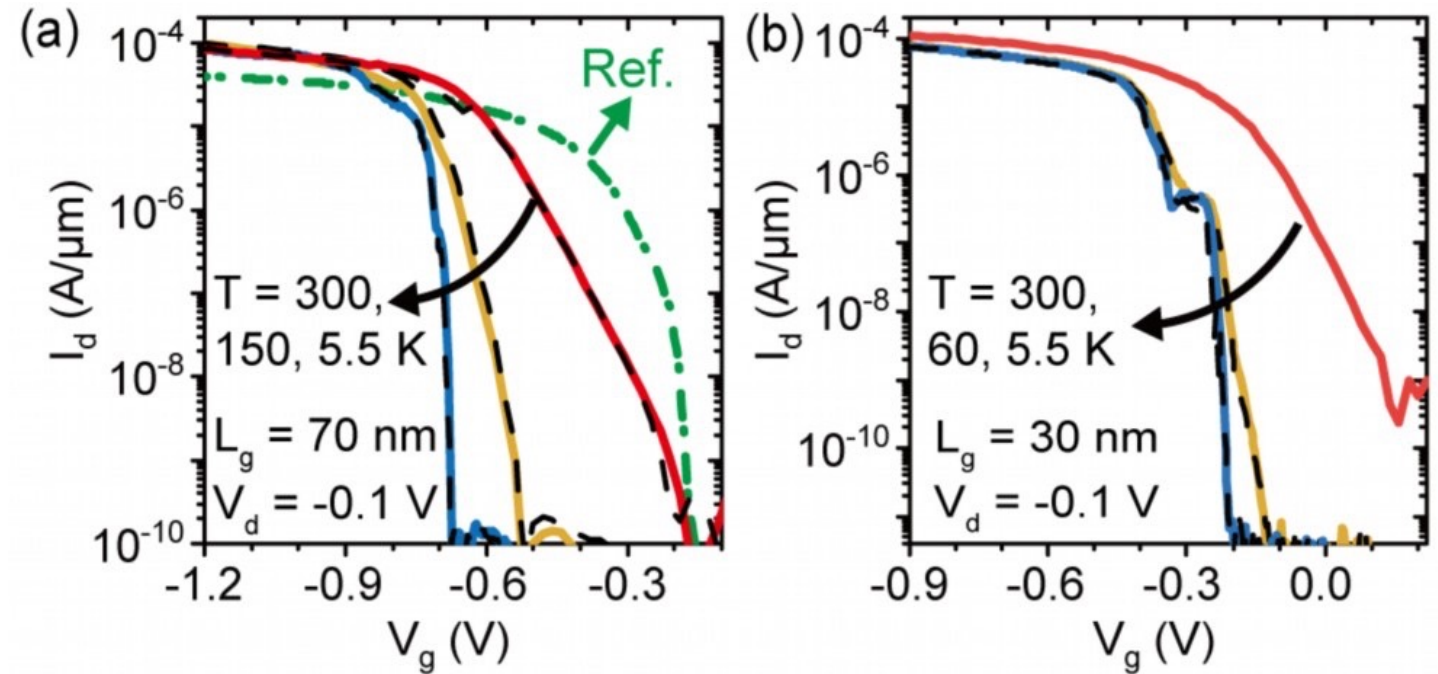 (a)
10⁻⁴
10⁻⁶
10⁻⁸
10⁻¹⁰
I_d (A/μm)
Ref.
T = 300,
150, 5.5 K
L_g = 70 nm
V_d = -0.1 V
-1.2 -0.9 -0.6 -0.3
V_g (V)
(b)
10⁻⁴
10⁻⁶
10⁻⁸
10⁻¹⁰
I_d (A/μm)
T = 300,
60, 5.5 K
L_g = 30 nm
V_d = -0.1 V
-0.9 -0.6 -0.3 0.0
V_g (V)